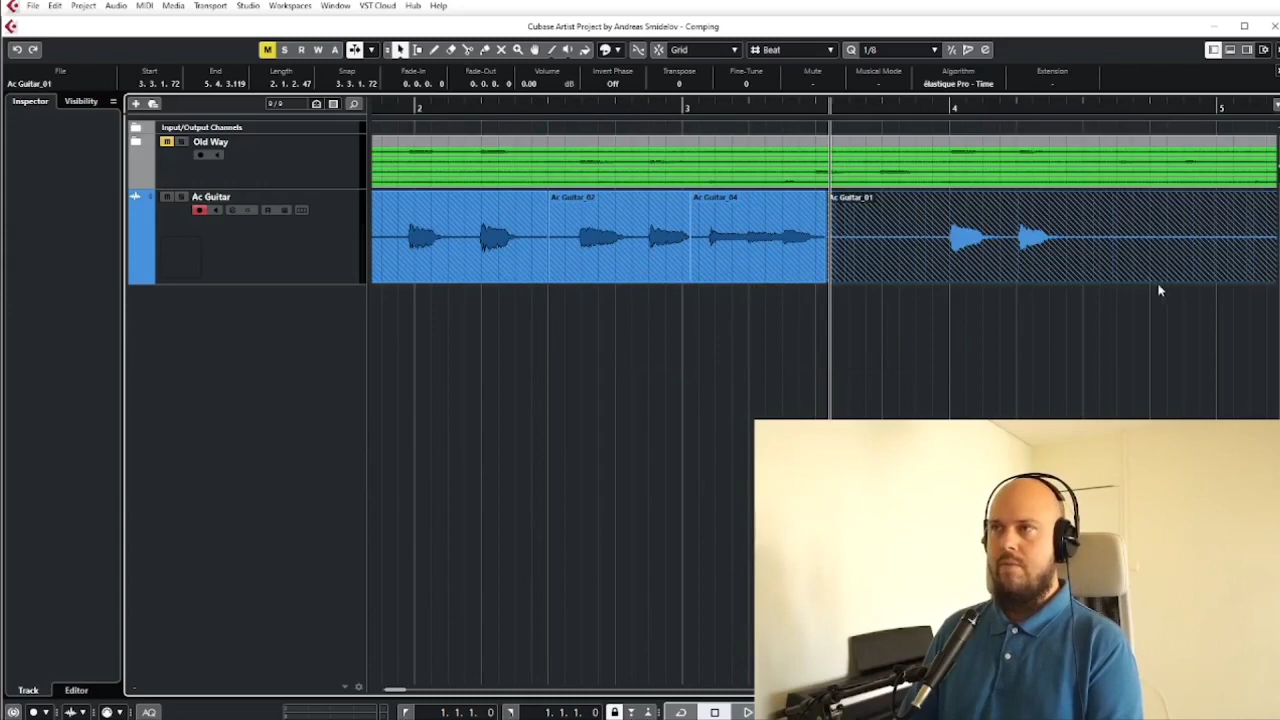 File Edit Project Audio MIDI Media Transport Studio Workspaces Window VST Cloud Hub Help
Cubase Artist Project by Andreas Smidelöv - Comping
M S R W A Grid Beat Q 1/8
File Start End Length Snap Fade-In Fade-Out Volume Invert Phase Transpose Fine-Tune Mute Musical Mode Algorithm Extension
Ac Guitar_01 3. 3. 1. 72 5. 4. 3.119 2. 1. 2. 47 3. 3. 1. 72 0. 0. 0. 0 0. 0. 0. 0 0.00 dB Off 0 0 - - élastique Pro - Time -
Inspector Visibility 9/9 2 3 4 5
Input/Output Channels
m s Old Way
m s Ac Guitar
Ac Guitar_02 Ac Guitar_04 Ac Guitar_01
R
Track Editor
AQ 1. 1. 1. 0 1. 1. 1. 0